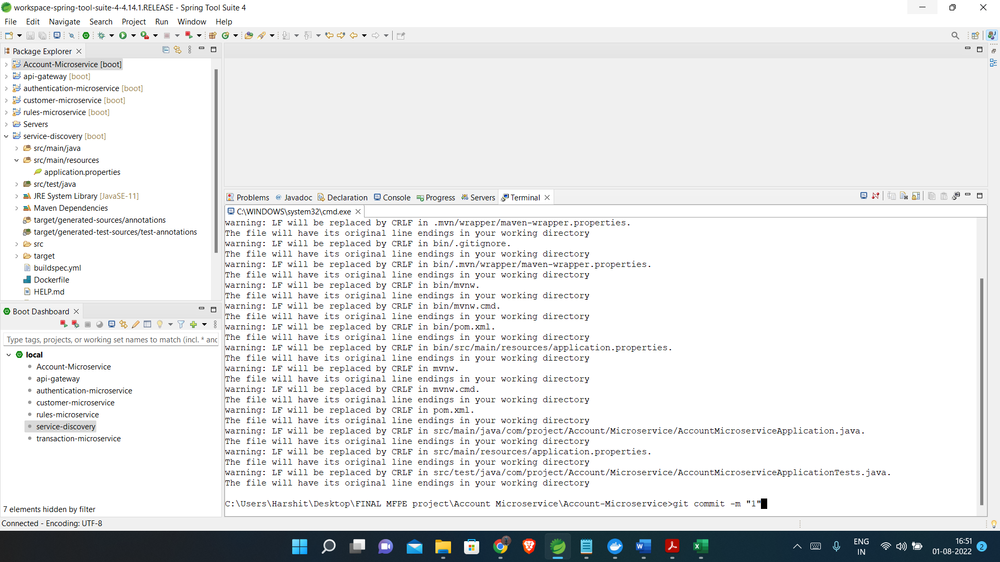 workspace-spring-tool-suite-4-4.14.1.RELEASE - Spring Tool Suite 4
File Edit Navigate Search Project Run Window Help
Package Explorer
Account-Microservice [boot]
api-gateway [boot]
authentication-microservice [boot]
customer-microservice [boot]
rules-microservice [boot]
Servers
service-discovery [boot]
src/main/java
src/main/resources
application.properties
src/test/java
JRE System Library [JavaSE-11]
Maven Dependencies
target/generated-sources/annotations
target/generated-test-sources/test-annotations
src
target
buildspec.yml
Dockerfile
HELP.md
Boot Dashboard
Type tags, projects, or working set names to match (incl. * and
local
Account-Microservice
api-gateway
authentication-microservice
customer-microservice
rules-microservice
service-discovery
transaction-microservice
7 elements hidden by filter
Problems Javadoc Declaration Console Progress Servers Terminal
C:\WINDOWS\system32\cmd.exe
warning: LF will be replaced by CRLF in .mvn/wrapper/maven-wrapper.properties.
The file will have its original line endings in your working directory
warning: LF will be replaced by CRLF in bin/.gitignore.
The file will have its original line endings in your working directory
warning: LF will be replaced by CRLF in bin/.mvn/wrapper/maven-wrapper.properties.
The file will have its original line endings in your working directory
warning: LF will be replaced by CRLF in bin/mvnw.
The file will have its original line endings in your working directory
warning: LF will be replaced by CRLF in bin/mvnw.cmd.
The file will have its original line endings in your working directory
warning: LF will be replaced by CRLF in bin/pom.xml.
The file will have its original line endings in your working directory
warning: LF will be replaced by CRLF in bin/src/main/resources/application.properties.
The file will have its original line endings in your working directory
warning: LF will be replaced by CRLF in mvnw.
The file will have its original line endings in your working directory
warning: LF will be replaced by CRLF in mvnw.cmd.
The file will have its original line endings in your working directory
warning: LF will be replaced by CRLF in pom.xml.
The file will have its original line endings in your working directory
warning: LF will be replaced by CRLF in src/main/java/com/project/Account/Microservice/AccountMicroserviceApplication.java.
The file will have its original line endings in your working directory
warning: LF will be replaced by CRLF in src/main/resources/application.properties.
The file will have its original line endings in your working directory
warning: LF will be replaced by CRLF in src/test/java/com/project/Account/Microservice/AccountMicroserviceApplicationTests.java.
The file will have its original line endings in your working directory
C:\Users\Harshit\Desktop\FINAL MFPE project\Account Microservice\Account-Microservice>git commit -m "1"
Connected - Encoding: UTF-8
ENG
IN
16:51
01-08-2022
2